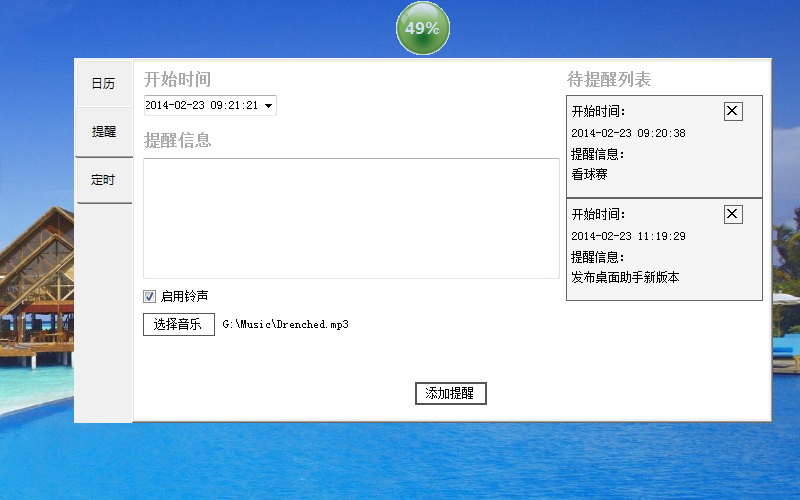 49%
日历
提醒
定时
开始时间
2014-02-23 09:21:21
提醒信息
启用铃声
选择音乐 G:\Music\Drenched.mp3
添加提醒
待提醒列表
开始时间:
2014-02-23 09:20:38
提醒信息:
看球赛
开始时间:
2014-02-23 11:19:29
提醒信息:
发布桌面助手新版本